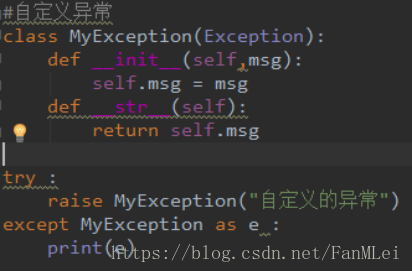 #自定义异常
class MyException(Exception):
    def __init__(self,msg):
        self.msg = msg
    def __str__(self):
        return self.msg
try :
    raise MyException("自定义的异常")
except MyException as e :
    print(e)
https://blog.csdn.net/FanMLei